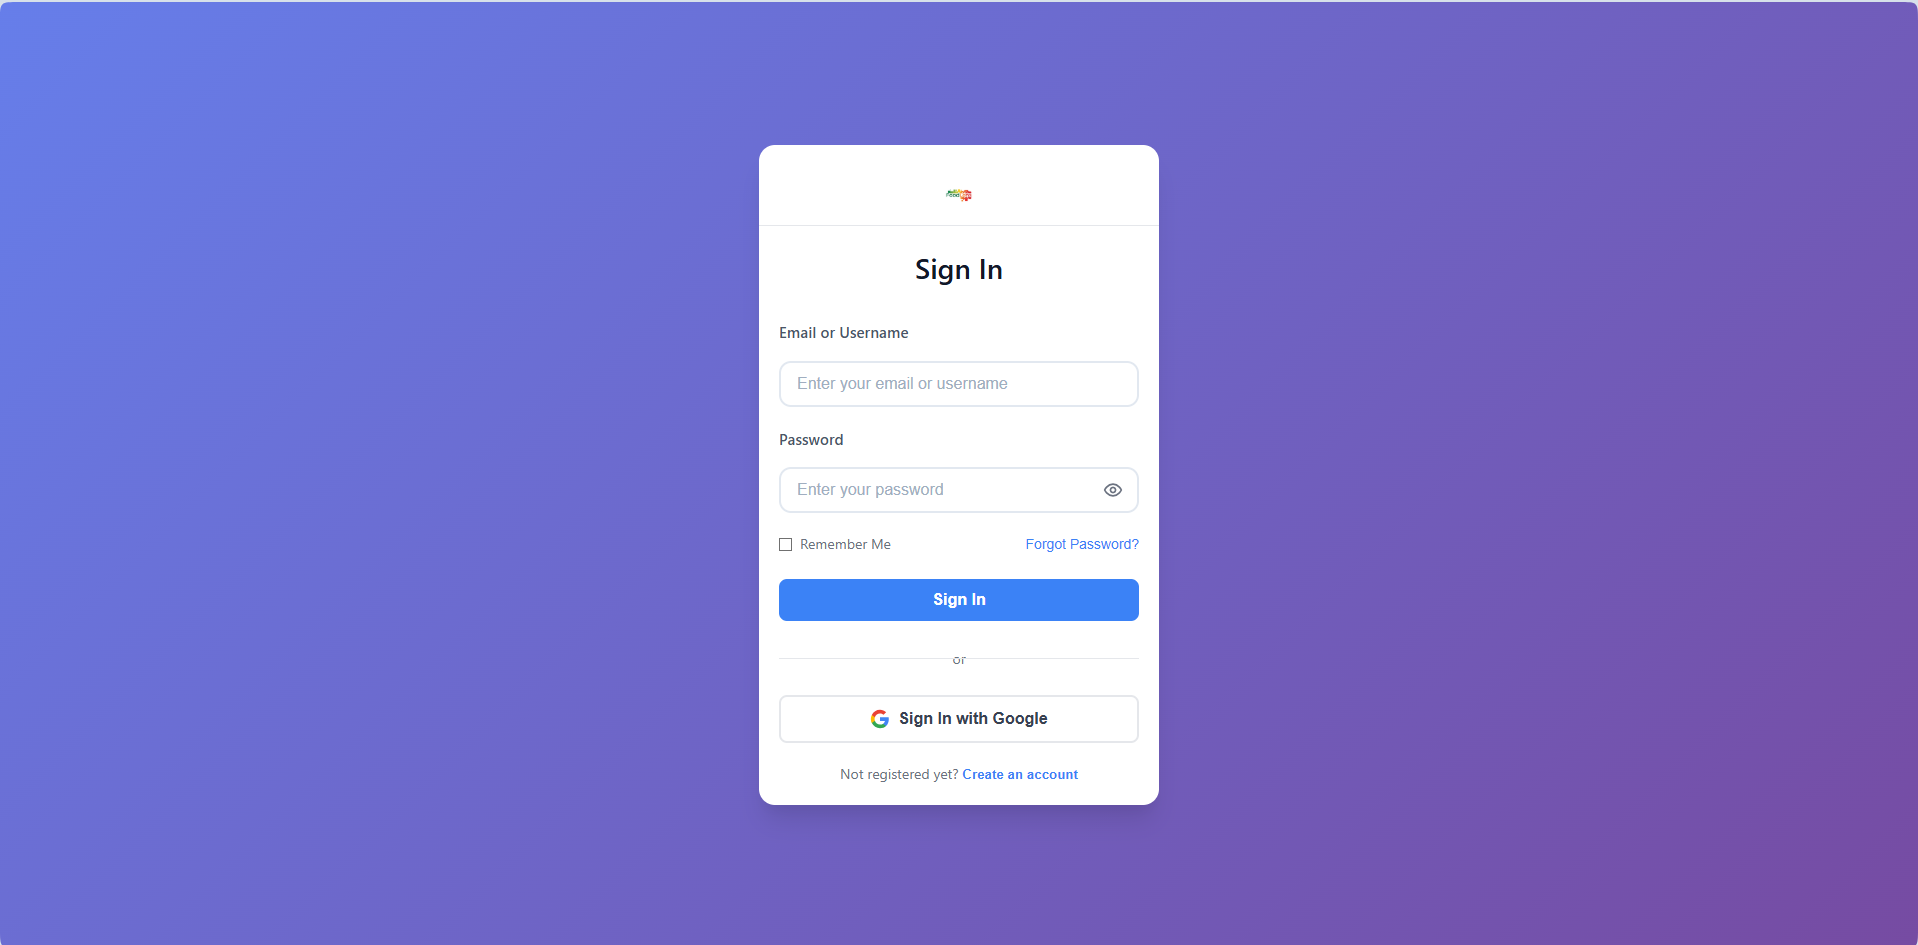 Sign In
Email or Username
Enter your email or username
Password
Enter your password
Remember Me
Forgot Password?
Sign In
or
Sign In with Google
Not registered yet? Create an account